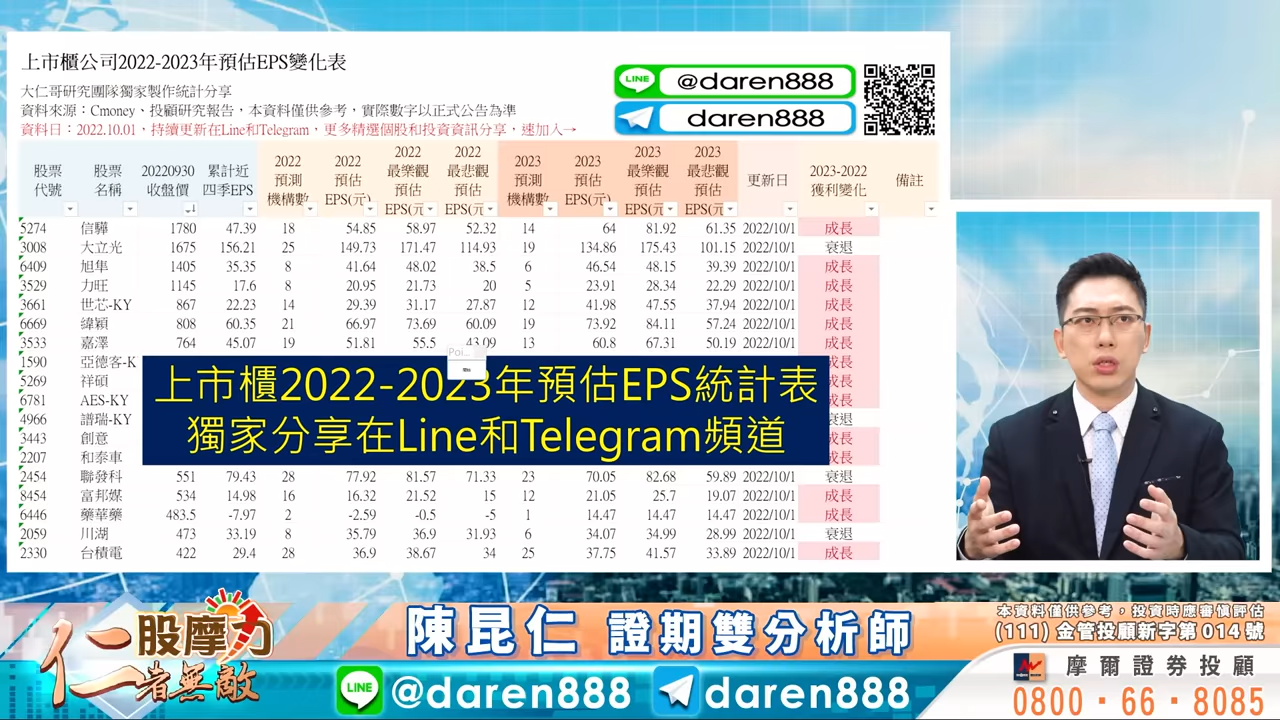 上市櫃公司2022-2023年預估EPS變化表
大仁哥研究團隊獨家製作統計分享
資料來源：Cmoney、投顧研究報告，本資料僅供參考，實際數字以正式公告為準
資料日：2022.10.01，持續更新在Line和Telegram，更多精選個股和投資資訊分享，速加入→
LINE @daren888
daren888
股票代號 股票名稱 20220930收盤價 累計近四季EPS 2022預測機構數 2022預估EPS(元) 2022最樂觀預估EPS(元) 2022最悲觀預估EPS(元) 2023預測機構數 2023預估EPS(元) 2023最樂觀預估EPS(元) 2023最悲觀預估EPS(元) 更新日 2023-2022獲利變化 備註
5274 信驊 1780 47.39 18 54.85 58.97 52.32 14 64 81.92 61.35 2022/10/1 成長
3008 大立光 1675 156.21 25 149.73 171.47 114.93 19 134.86 175.43 101.15 2022/10/1 衰退
6409 旭隼 1405 35.35 8 41.64 48.02 38.5 6 46.54 48.15 39.39 2022/10/1 成長
3529 力旺 1145 17.6 8 20.95 21.73 20 5 23.91 28.34 22.29 2022/10/1 成長
3661 世芯-KY 867 22.23 14 29.39 31.17 27.87 12 41.98 47.55 37.94 2022/10/1 成長
6669 緯穎 808 60.35 21 66.97 73.69 60.09 19 73.92 84.11 57.24 2022/10/1 成長
3533 嘉澤 764 45.07 19 51.81 55.5 43.09 13 60.8 67.31 50.19 2022/10/1 成長
1590 亞德客-K 成長
5269 祥碩 成長
6781 AES-KY 成長
4966 譜瑞-KY 衰退
3443 創意 成長
2207 和泰車 成長
上市櫃2022-2023年預估EPS統計表
獨家分享在Line和Telegram頻道
2454 聯發科 551 79.43 28 77.92 81.57 71.33 23 70.05 82.68 59.89 2022/10/1 衰退
8454 富邦媒 534 14.98 16 16.32 21.52 15 12 21.05 25.7 19.07 2022/10/1 成長
6446 藥華藥 483.5 -7.97 2 -2.59 -0.5 -5 1 14.47 14.47 14.47 2022/10/1 成長
2059 川湖 473 33.19 8 35.79 36.9 31.93 6 34.07 34.99 28.99 2022/10/1 衰退
2330 台積電 422 29.4 28 36.9 38.67 34 25 37.75 41.57 33.89 2022/10/1 成長
股摩力
仁者無敵
陳昆仁 證期雙分析師
LINE @daren888 daren888
本資料僅供參考，投資時應審慎評估
(111) 金管投顧新字第 014 號
摩爾證券投顧
0800・66・8085